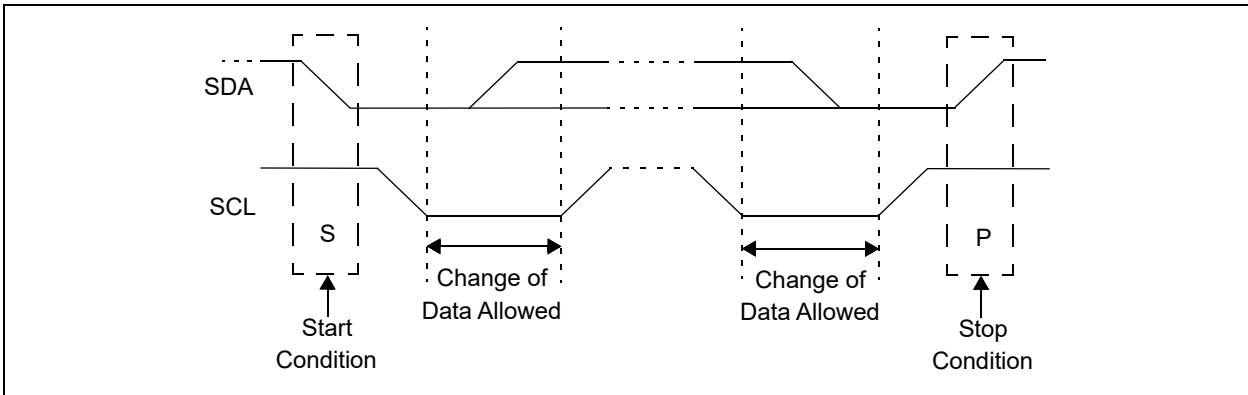 SDA
SCL
S
P
Change of
Data Allowed
Change of
Data Allowed
Start
Condition
Stop
Condition